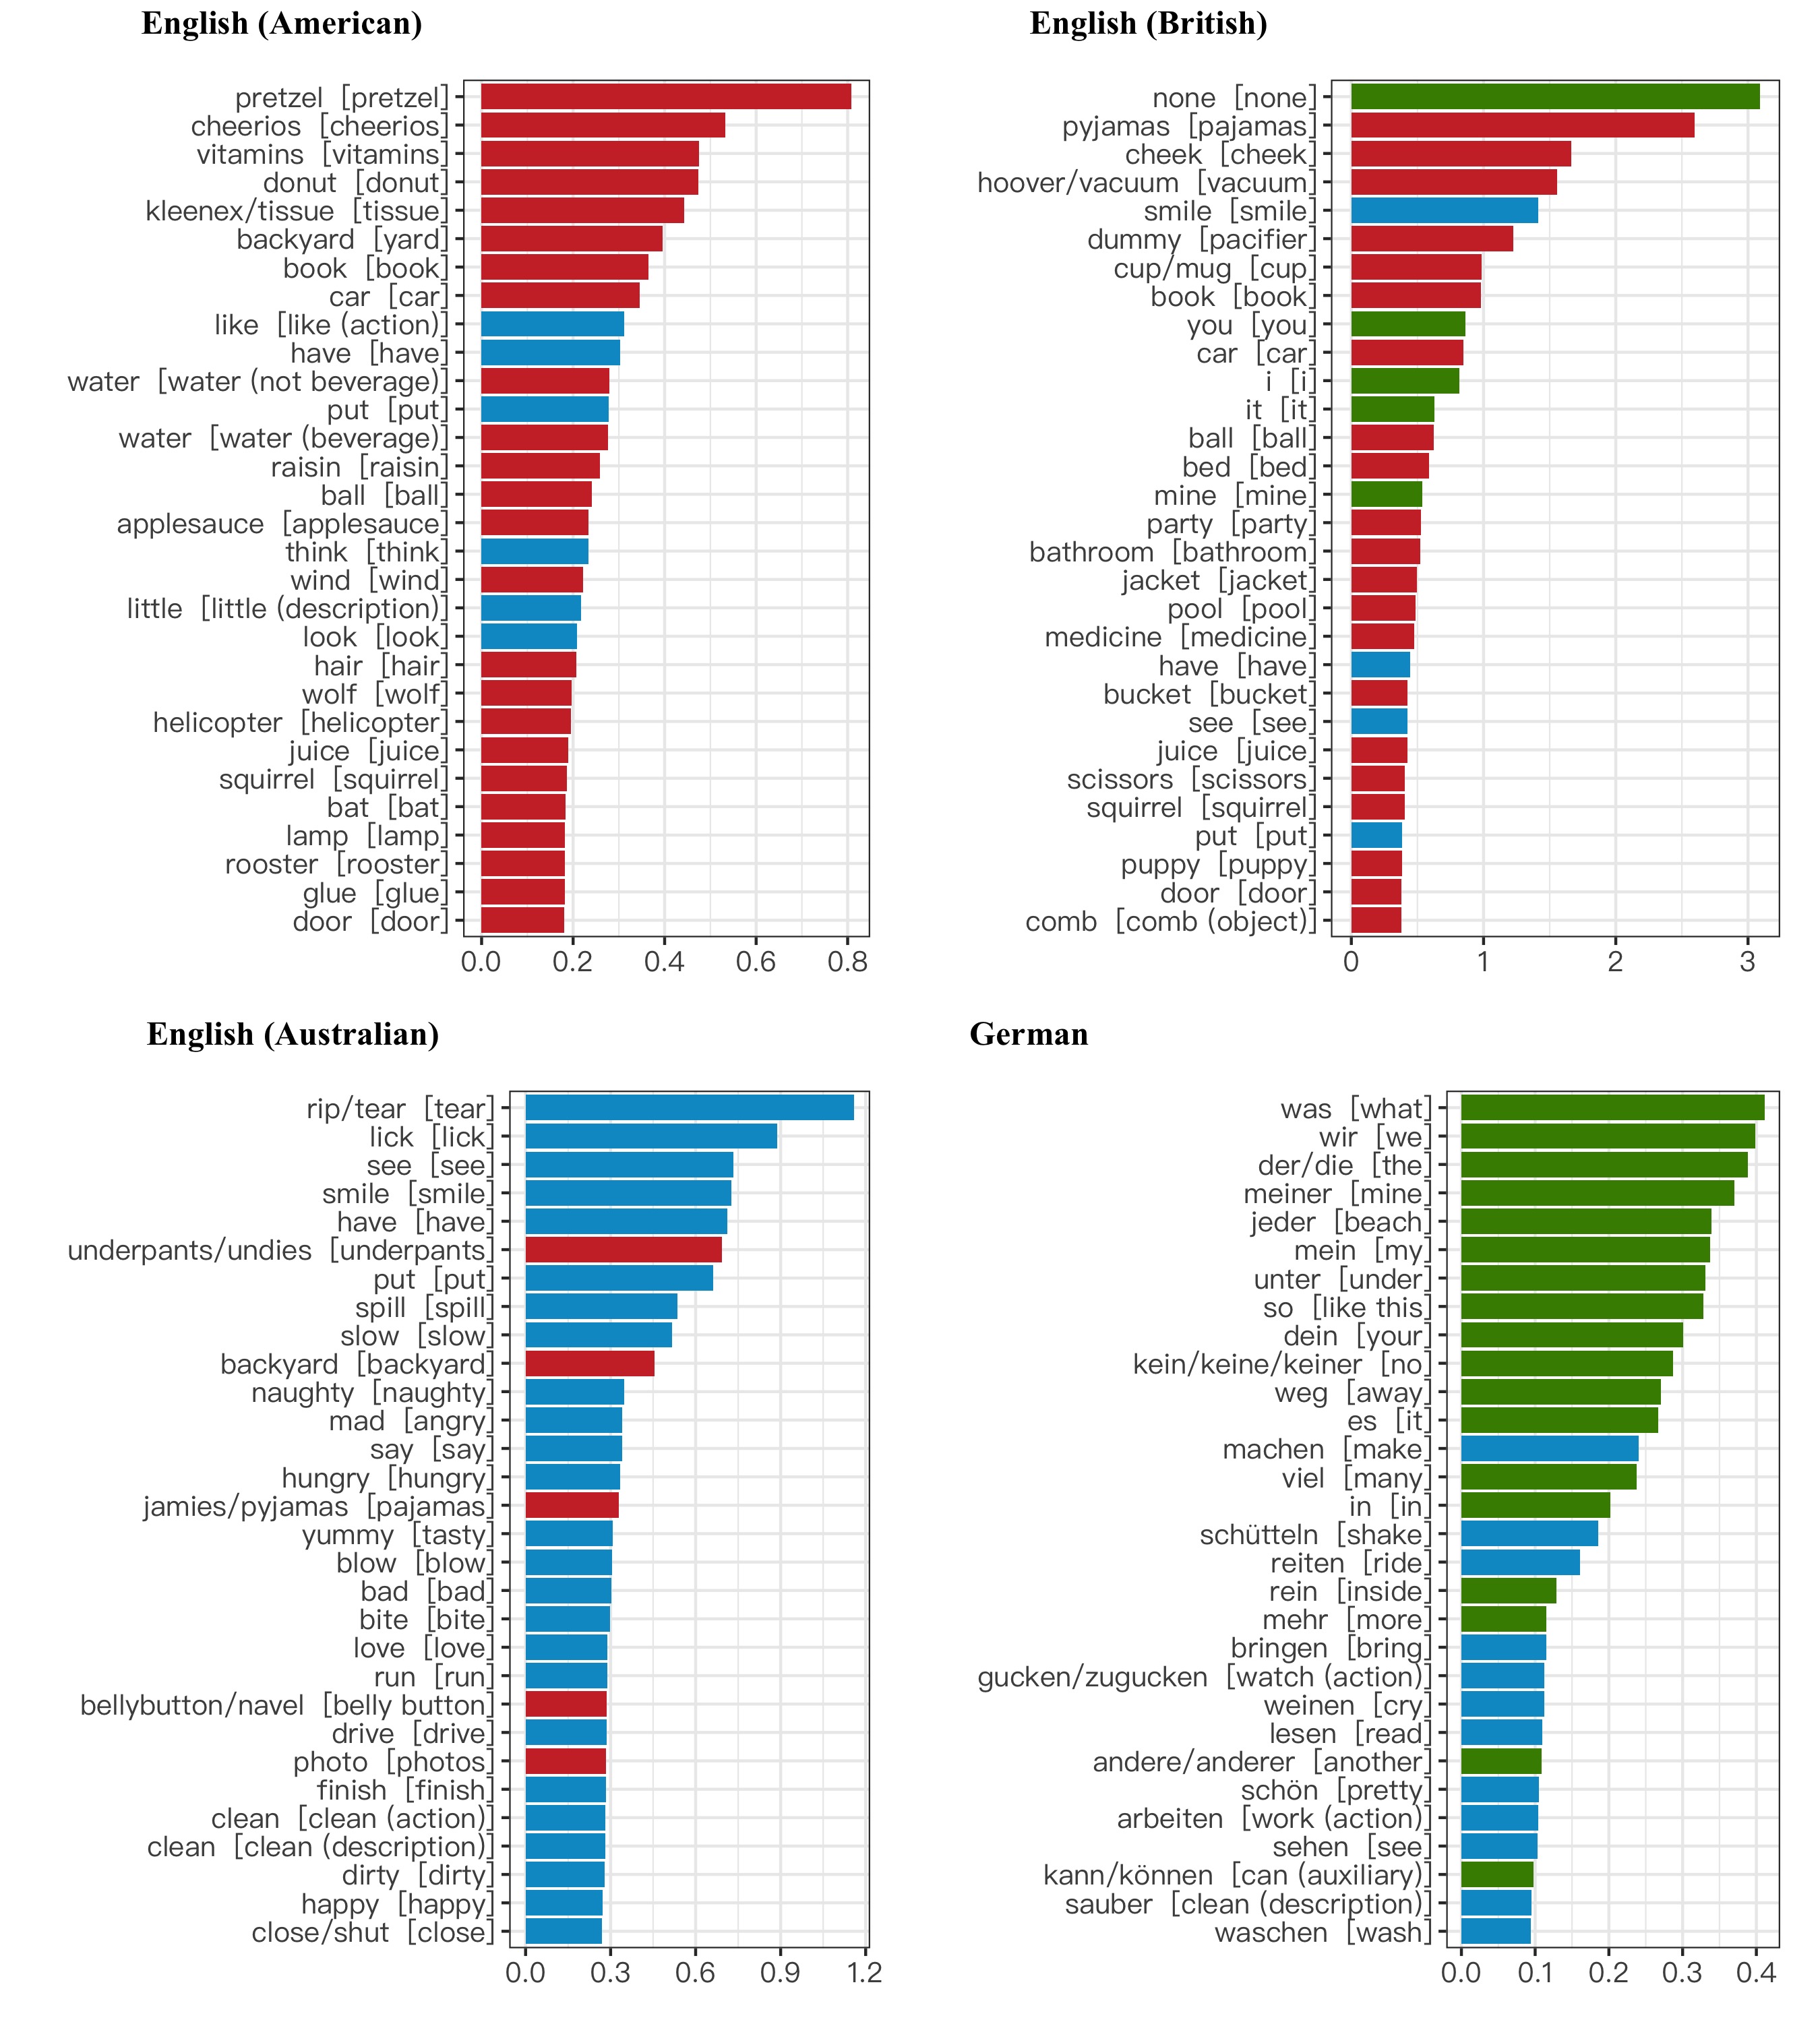 English (American)
pretzel [pretzel]
cheerios [cheerios]
vitamins [vitamins]
donut [donut]
kleenex/tissue [tissue]
backyard [yard]
book [book]
car [car]
like [like (action)]
have [have]
water [water (not beverage)]
put [put]
water [water (beverage)]
raisin [raisin]
ball [ball]
applesauce [applesauce]
think [think]
wind [wind]
little [little (description)]
look [look]
hair [hair]
wolf [wolf]
helicopter [helicopter]
juice [juice]
squirrel [squirrel]
bat [bat]
lamp [lamp]
rooster [rooster]
glue [glue]
door [door]
0.0 0.2 0.4 0.6 0.8
English (British)
none [none]
pyjamas [pajamas]
cheek [cheek]
hoover/vacuum [vacuum]
smile [smile]
dummy [pacifier]
cup/mug [cup]
book [book]
you [you]
car [car]
i [i]
it [it]
ball [ball]
bed [bed]
mine [mine]
party [party]
bathroom [bathroom]
jacket [jacket]
pool [pool]
medicine [medicine]
have [have]
bucket [bucket]
see [see]
juice [juice]
scissors [scissors]
squirrel [squirrel]
put [put]
puppy [puppy]
door [door]
comb [comb (object)]
0 1 2 3
English (Australian)
rip/tear [tear]
lick [lick]
see [see]
smile [smile]
have [have]
underpants/undies [underpants]
put [put]
spill [spill]
slow [slow]
backyard [backyard]
naughty [naughty]
mad [angry]
say [say]
hungry [hungry]
jamies/pyjamas [pajamas]
yummy [tasty]
blow [blow]
bad [bad]
bite [bite]
love [love]
run [run]
bellybutton/navel [belly button]
drive [drive]
photo [photos]
finish [finish]
clean [clean (action)]
clean [clean (description)]
dirty [dirty]
happy [happy]
close/shut [close]
0.0 0.3 0.6 0.9 1.2
German
was [what]
wir [we]
der/die [the]
meiner [mine]
jeder [beach]
mein [my]
unter [under]
so [like this]
dein [your]
kein/keine/keiner [no]
weg [away]
es [it]
machen [make]
viel [many]
in [in]
schütteln [shake]
reiten [ride]
rein [inside]
mehr [more]
bringen [bring]
gucken/zugucken [watch (action)]
weinen [cry]
lesen [read]
andere/anderer [another]
schön [pretty]
arbeiten [work (action)]
sehen [see]
kann/können [can (auxiliary)]
sauber [clean (description)]
waschen [wash]
0.0 0.1 0.2 0.3 0.4